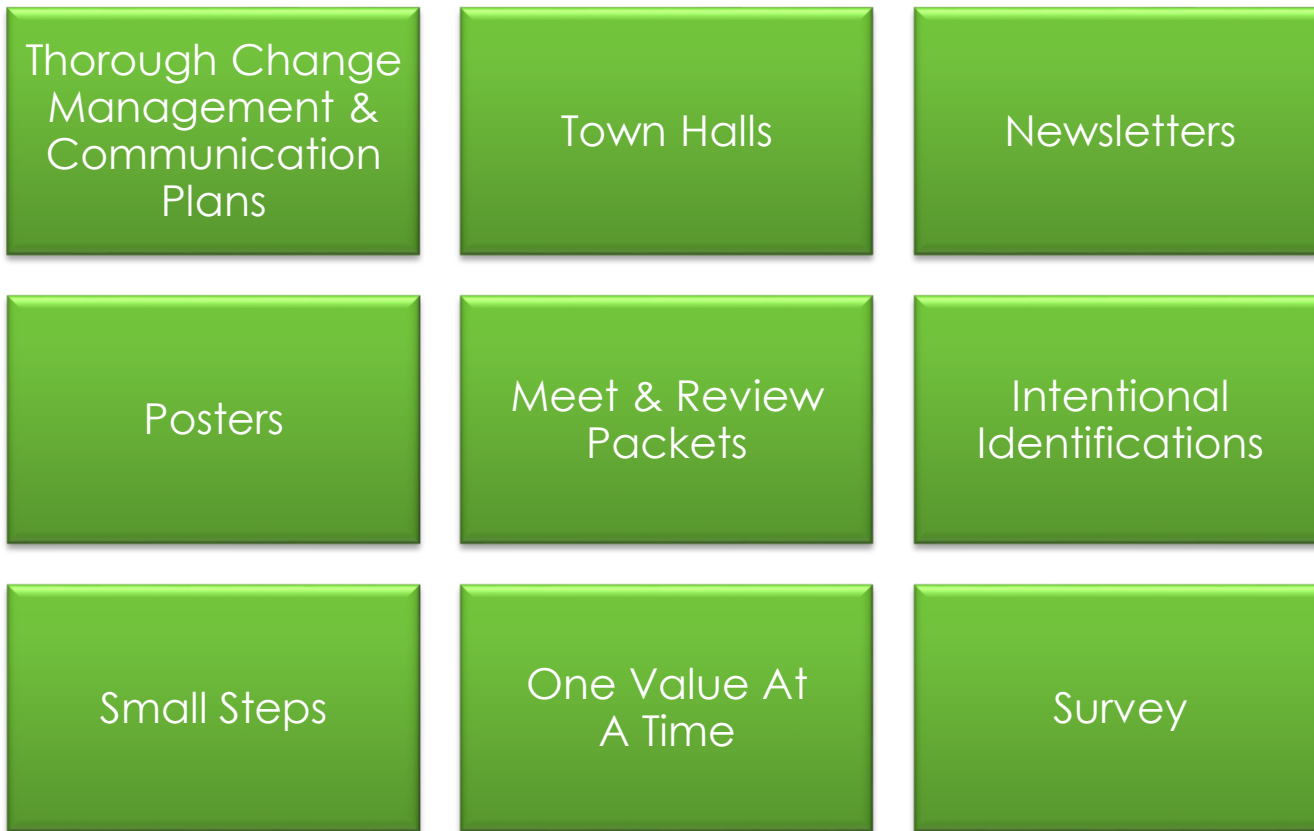 Thorough Change
Management &
Communication
Plans
Town Halls
Newsletters
Posters
Meet & Review
Packets
Intentional
Identifications
Small Steps
One Value At
A Time
Survey